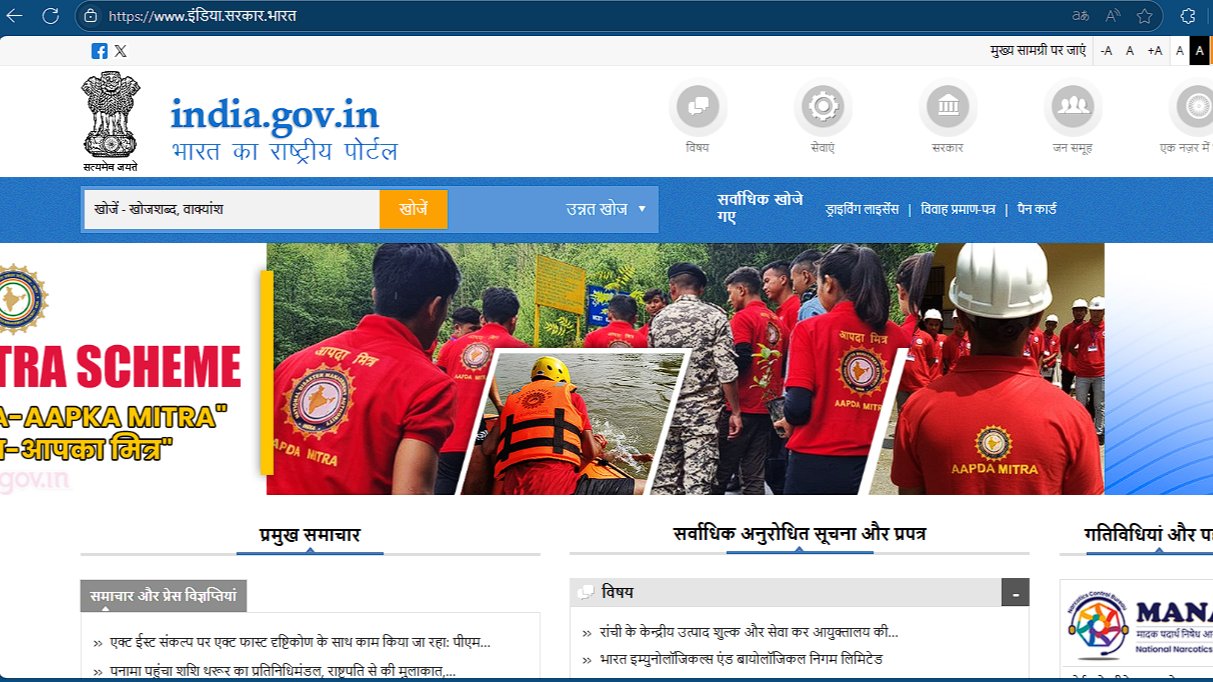 https://www.इंडिया.सरकार.भारत
मुख्य सामग्री पर जाएं -A A +A A A
सत्यमेव जयते
india.gov.in
भारत का राष्ट्रीय पोर्टल
विषय
सेवाएं
सरकार
जन समूह
एक नज़र में
खोजें - खोजशब्द, वाक्यांश
खोजें
उन्नत खोज
सर्वाधिक खोजे गए
ड्राइविंग लाइसेंस | विवाह प्रमाण-पत्र | पैन कार्ड
TRA SCHEME
A-AAPKA MITRA"
-आपका मित्र"
gov.in
आपदा मित्र
AAPDA MITRA
आपदा मित्र
AAPDA MITRA
AAPDA MITRA
प्रमुख समाचार
समाचार और प्रेस विज्ञप्तियां
›› एक्ट ईस्ट संकल्प पर एक्ट फास्ट दृष्टिकोण के साथ काम किया जा रहा: पीएम...
›› पनामा पहुंचा शशि थरूर का प्रतिनिधिमंडल, राष्ट्रपति से की मुलाकात,...
सर्वाधिक अनुरोधित सूचना और प्रपत्र
विषय
-
›› रांची के केन्द्रीय उत्पाद शुल्क और सेवा कर आयुक्तालय की...
›› भारत इम्युनोलॉजिकल्स एंड बायोलॉजिकल निगम लिमिटेड
गतिविधियां और
Narcotics Control Bureau
MANA
मादक पदार्थ निषेध
National Narcotics